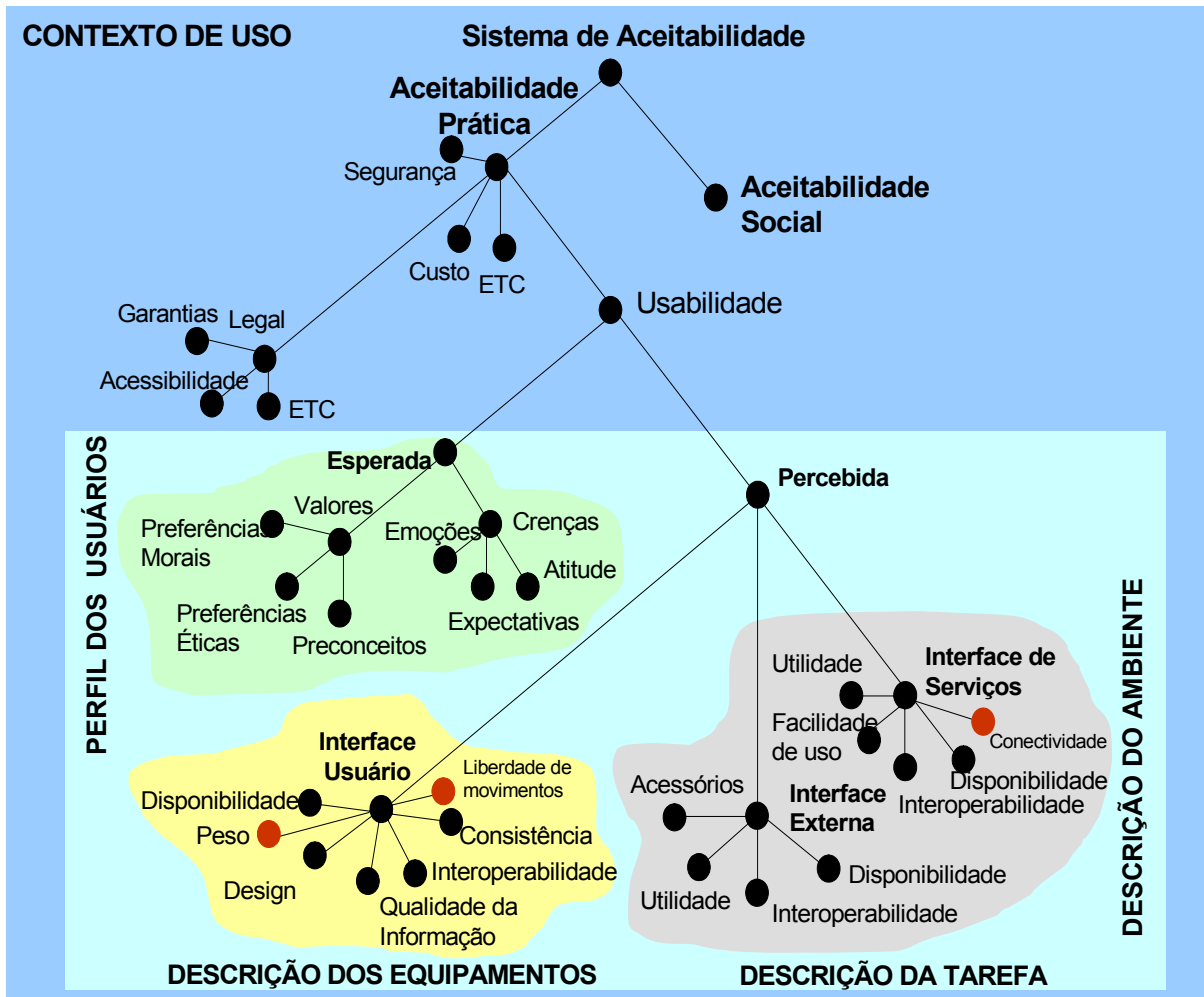 CONTEXTO DE USO
Sistema de Aceitabilidade
Aceitabilidade
Prática
Segurança
Aceitabilidade
Social
Custo
ETC
Usabilidade
Garantias
Legal
Acessibilidade
ETC
PERFIL DOS USUÁRIOS
Esperada
Percebida
Valores
Preferências
Morais
Emoções
Crenças
Atitude
Preferências
Éticas
Preconceitos
Expectativas
DESCRIÇÃO DO AMBIENTE
Utilidade
Interface de
Serviços
Facilidade
de uso
Conectividade
Disponibilidade
Interoperabilidade
Interface
Usuário
Liberdade de
movimentos
Disponibilidade
Peso
Consistência
Interoperabilidade
Design
Qualidade da
Informação
Acessórios
Interface
Externa
Disponibilidade
Utilidade
Interoperabilidade
DESCRIÇÃO DOS EQUIPAMENTOS
DESCRIÇÃO DA TAREFA